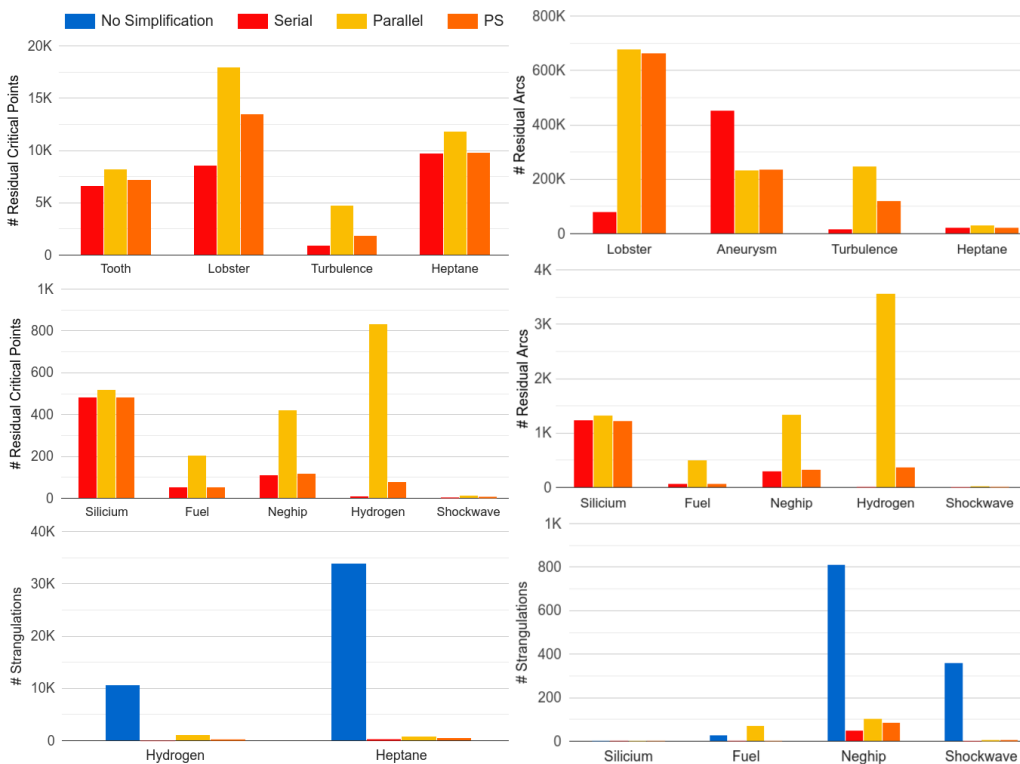 No Simplification Serial Parallel PS
# Residual Critical Points
20K
15K
10K
5K
0
Tooth Lobster Turbulence Heptane
# Residual Arcs
800K
600K
400K
200K
0
Lobster Aneurysm Turbulence Heptane
# Residual Critical Points
1K
800
600
400
200
0
Silicium Fuel Neghip Hydrogen Shockwave
# Residual Arcs
4K
3K
2K
1K
0
Silicium Fuel Neghip Hydrogen Shockwave
# Strangulations
40K
30K
20K
10K
0
Hydrogen Heptane
# Strangulations
1K
800
600
400
200
0
Silicium Fuel Neghip Shockwave